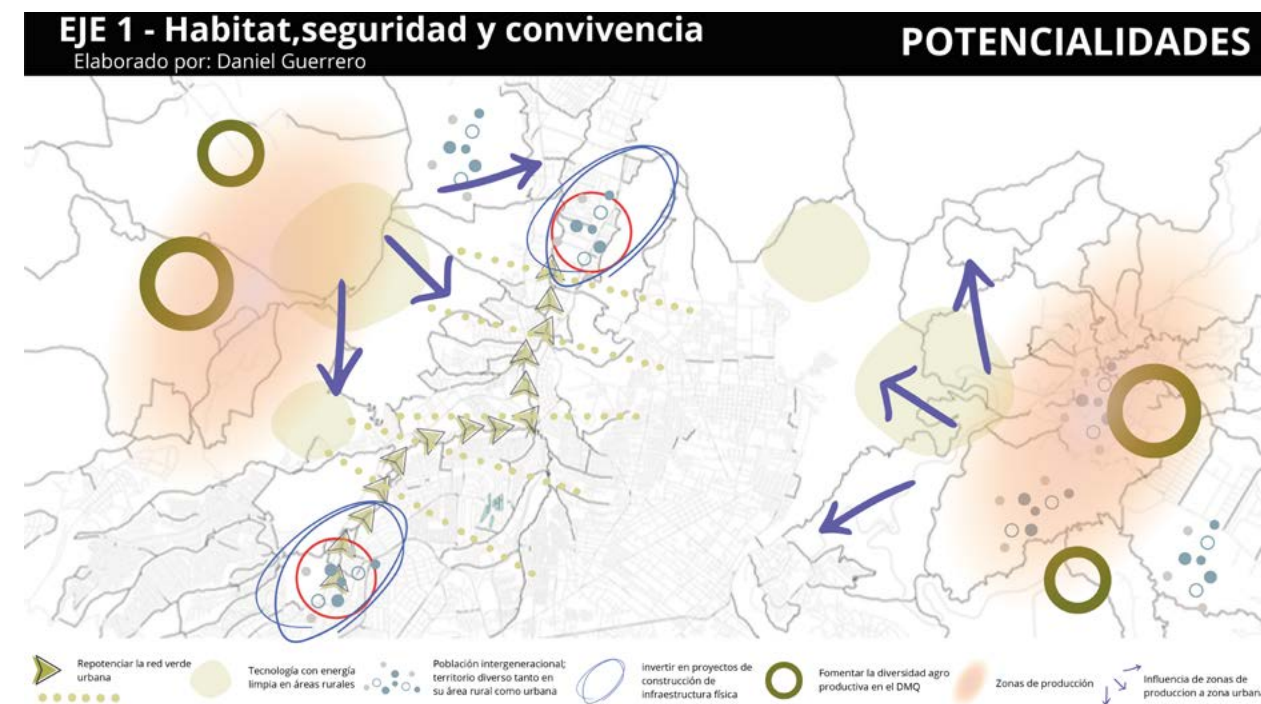 EJE 1 - Habitat,seguridad y convivencia
Elaborado por: Daniel Guerrero
POTENCIALIDADES
Repotenciar la red verde
urbana
Tecnología con energía
limpia en áreas rurales
Población intergeneracional;
territorio diverso tanto en
su área rural como urbana
invertir en proyectos de
construcción de
infraestructura física
Fomentar la diversidad agro
productiva en el DMQ
Zonas de producción
Influencia de zonas de
produccion a zona urbana